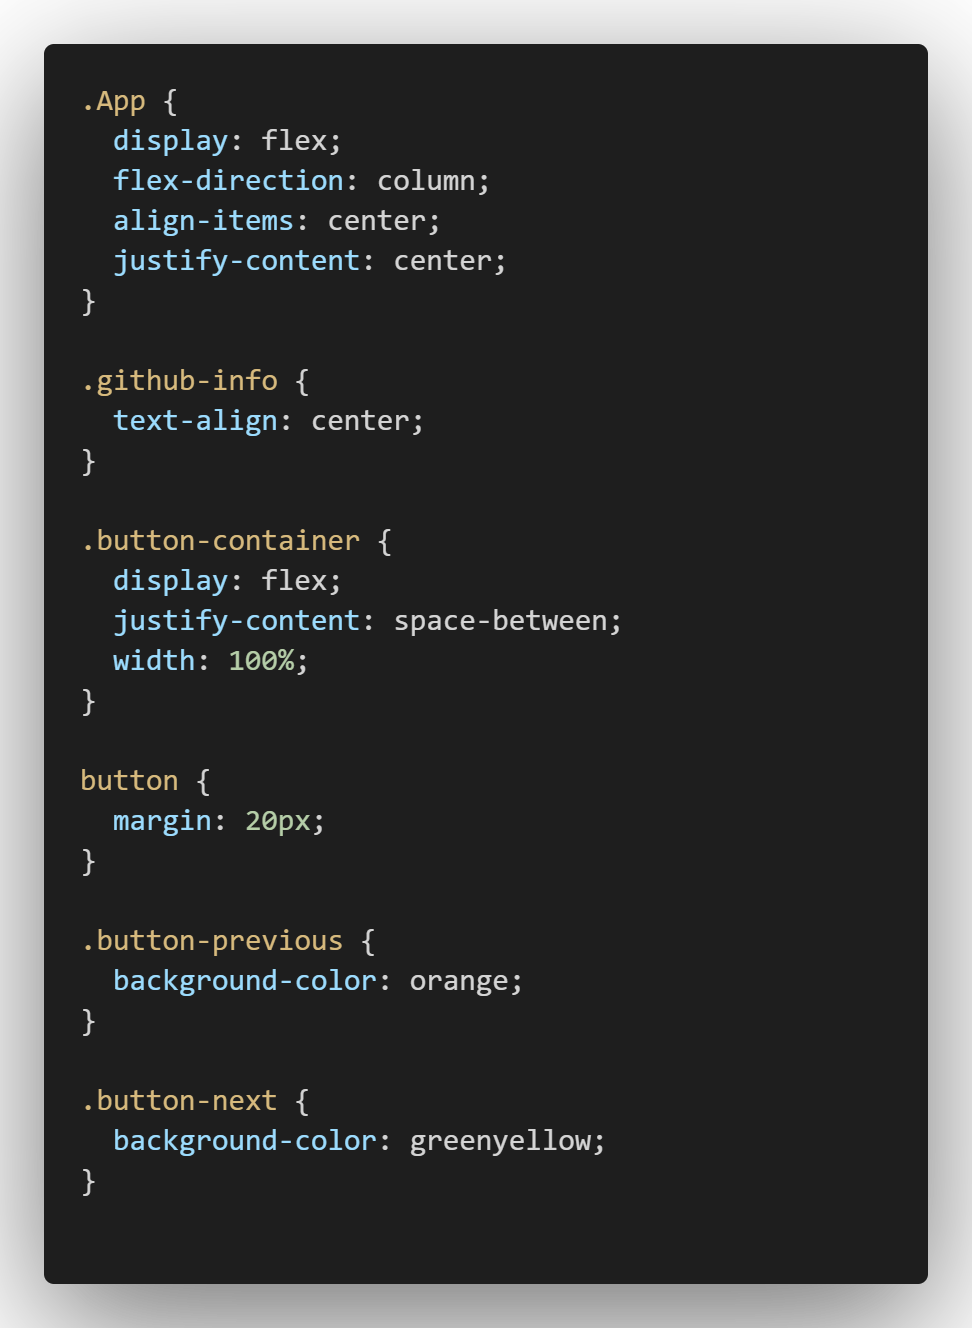 .App {
  display: flex;
  flex-direction: column;
  align-items: center;
  justify-content: center;
}

.github-info {
  text-align: center;
}

.button-container {
  display: flex;
  justify-content: space-between;
  width: 100%;
}

button {
  margin: 20px;
}

.button-previous {
  background-color: orange;
}

.button-next {
  background-color: greenyellow;
}